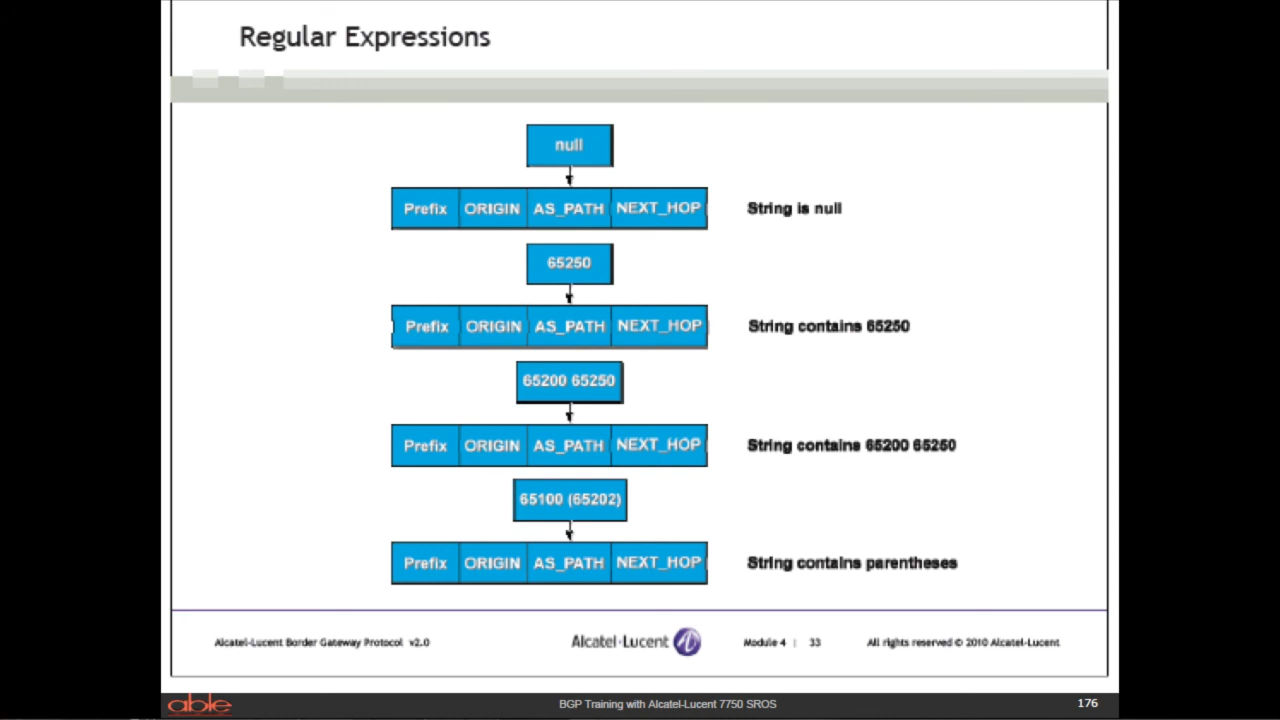 Regular Expressions
null
Prefix ORIGIN AS_PATH NEXT_HOP String is null
65250
Prefix ORIGIN AS_PATH NEXT_HOP String contains 65250
65200 65250
Prefix ORIGIN AS_PATH NEXT_HOP String contains 65200 65250
65100 (65202)
Prefix ORIGIN AS_PATH NEXT_HOP String contains parentheses
Alcatel-Lucent Border Gateway Protocol v2.0 Alcatel·Lucent Module 4 | 33 All rights reserved © 2010 Alcatel-Lucent
able BGP Training with Alcatel-Lucent 7750 SROS 176